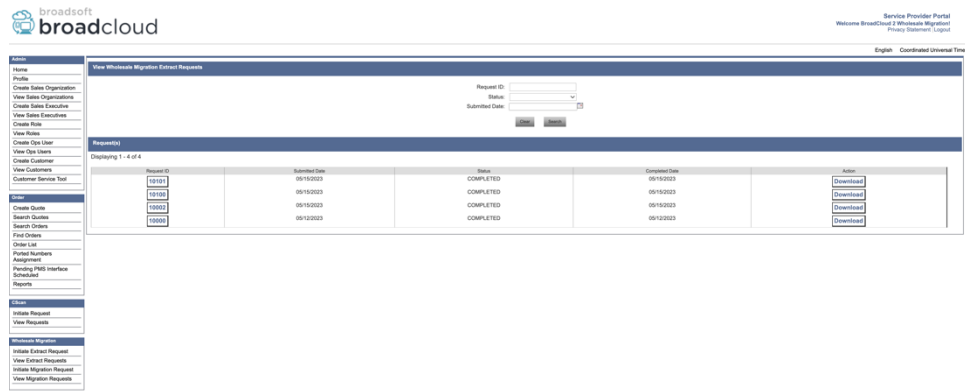 broadsoft
broadcloud
Service Provider Portal
Welcome BroadCloud 2 Wholesale Migration!
Privacy Statement | Logout
English Coordinated Universal Time
Admin
Home
Profile
Create Sales Organization
View Sales Organizations
Create Sales Executive
View Sales Executives
Create Role
View Roles
Create Ops User
View Ops Users
Create Customer
View Customers
Customer Service Tool
Order
Create Quote
Search Quotes
Search Orders
Find Orders
Order List
Ported Numbers
Assignment
Pending PMS Interface
Scheduled
Reports
CScan
Initiate Request
View Requests
Wholesale Migration
Initiate Extract Request
View Extract Requests
Initiate Migration Request
View Migration Requests
View Wholesale Migration Extract Requests
Request ID:
Status:
Submitted Date:
Clear Search
Request(s)
Displaying 1 - 4 of 4
Request ID Submitted Date Status Completed Date Action
10101 05/15/2023 COMPLETED 05/15/2023 Download
10100 05/15/2023 COMPLETED 05/15/2023 Download
10002 05/15/2023 COMPLETED 05/15/2023 Download
10000 05/12/2023 COMPLETED 05/12/2023 Download